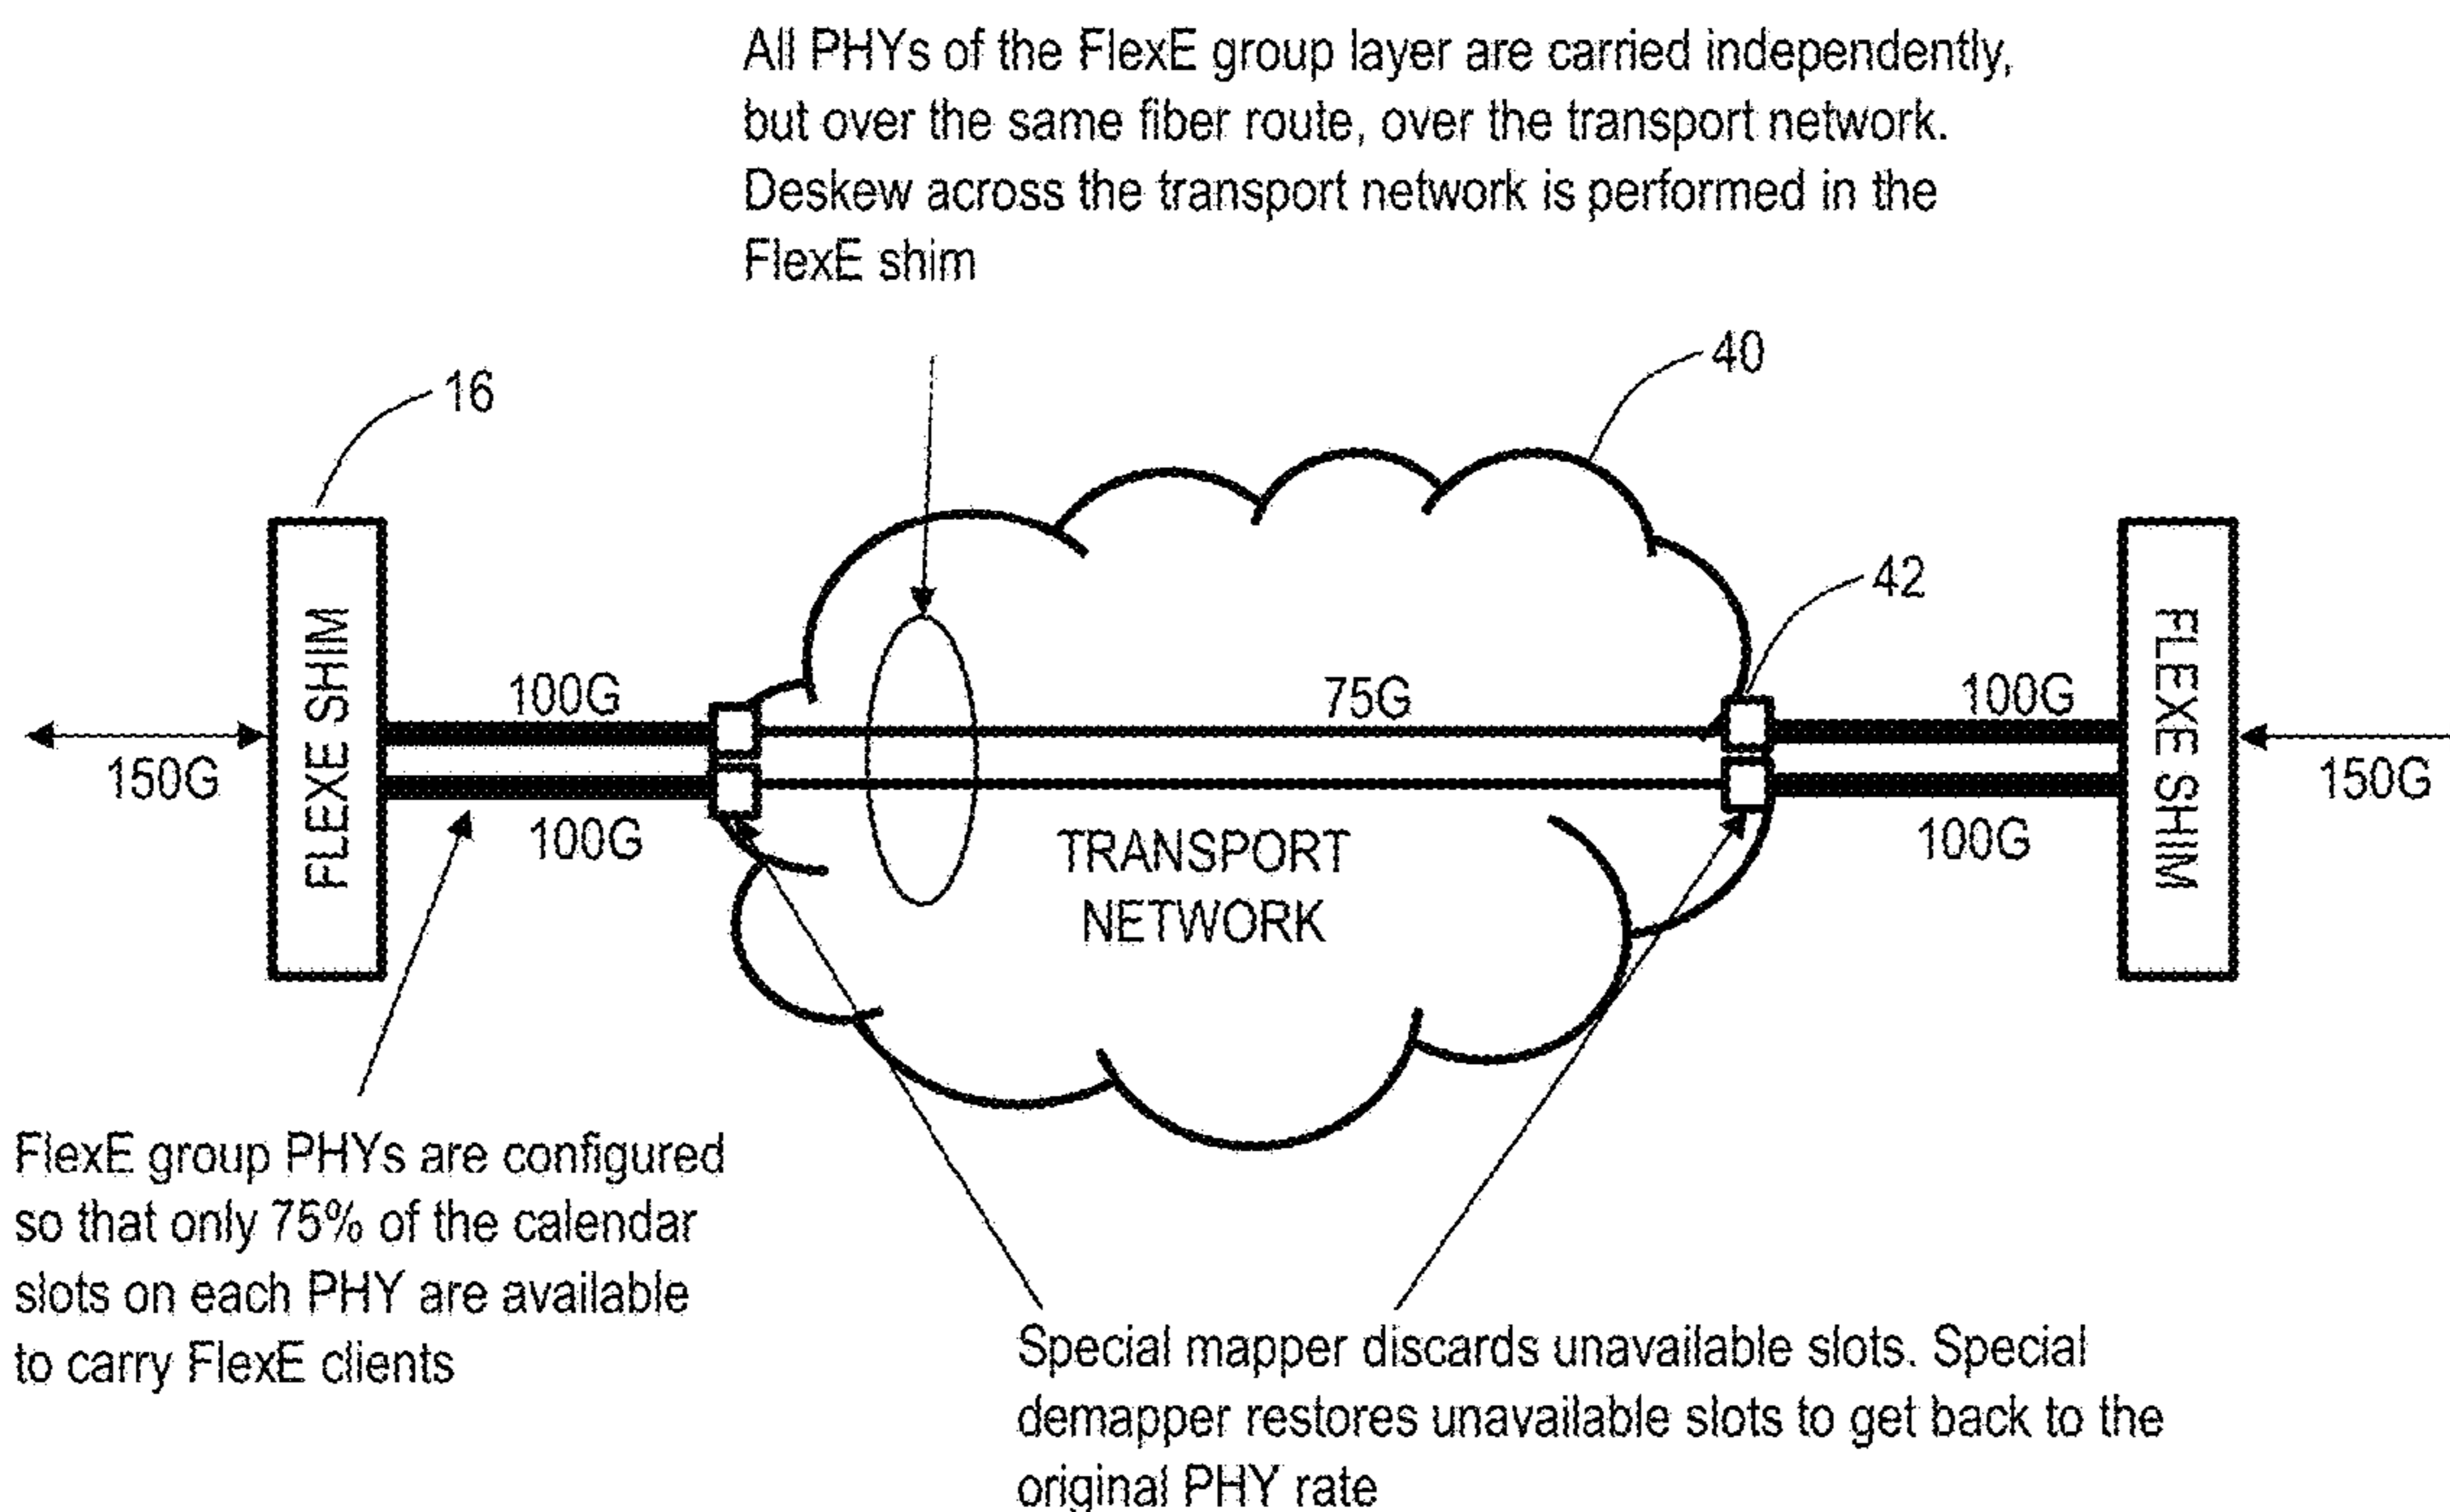 All PHYs of the FlexE group layer are carried independently,
but over the same fiber route, over the transport network.
Deskew across the transport network is performed in the
FlexE shim
40
16
42
FLEXE SHIM
100G
75G
100G
FLEXE SHIM
150G
150G
100G
100G
TRANSPORT
NETWORK
FlexE group PHYs are configured
so that only 75% of the calendar
slots on each PHY are available
to carry FlexE clients
Special mapper discards unavailable slots. Special
demapper restores unavailable slots to get back to the
original PHY rate